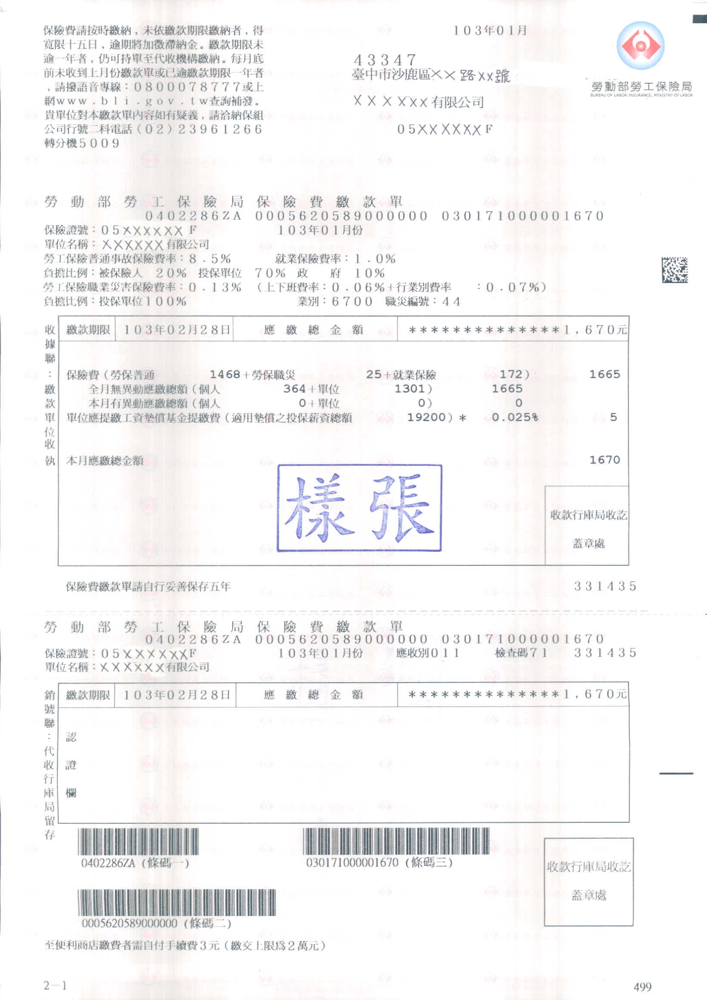 保險費請按時繳納，未依繳款期限繳納者，得
寬限十五日，逾期將加徵滯納金。繳款期限未
逾一年者，仍可持單至代收機構繳納。每月底
前未收到上月份繳款單或已逾繳款期限一年者
，請撥語音專線：0800078777或上
網www．bli．gov．tw查詢補發。
貴單位對本繳款單內容如有疑義，請洽納保組
公司行號二科電話（02）23961266
轉分機5009
103年01月
43347
臺中市沙鹿區XX路XX號
XXXXXX有限公司
05XXXXXXF
勞動部勞工保險局
BUREAU OF LABOR INSURANCE, MINISTRY OF LABOR
勞動部勞工保險局保險費繳款單
0402286ZA 0005620589000000 030171000001670
保險證號：05XXXXXXF 103年01月份
單位名稱：XXXXXX有限公司
勞工保險普通事故保險費率：8．5% 就業保險費率：1．0%
負擔比例：被保險人 20% 投保單位 70% 政 府 10%
勞工保險職業災害保險費率：0．13% （上下班費率：0．06%+行業別費率 ：0．07%）
負擔比例：投保單位100% 業別：6700 職災編號：44
收據聯：繳款單位收執
繳款期限 103年02月28日 應繳總金額 **************1，670元
保險費（勞保普通 1468+勞保職災 25+就業保險 172） 1665
全月無異動應繳總額（個人 364+單位 1301） 1665
本月有異動應繳總額（個人 0+單位 0） 0
單位應提繳工資墊償基金提繳費（適用墊償之投保薪資總額 19200）* 0.025% 5
本月應繳總金額 1670
樣張
收款行庫局收訖
蓋章處
保險費繳款單請自行妥善保存五年 331435
勞動部勞工保險局保險費繳款單
0402286ZA 0005620589000000 030171000001670
保險證號：05XXXXXXF 103年01月份 應收別011 檢查碼71 331435
單位名稱：XXXXXX有限公司
銷號聯：代收行庫局留存
繳款期限 103年02月28日 應繳總金額 **************1，670元
認證欄
0402286ZA (條碼一)
030171000001670 (條碼三)
收款行庫局收訖
蓋章處
0005620589000000 (條碼二)
至便利商店繳費者需自付手續費3元（繳交上限為2萬元）
2－1
499